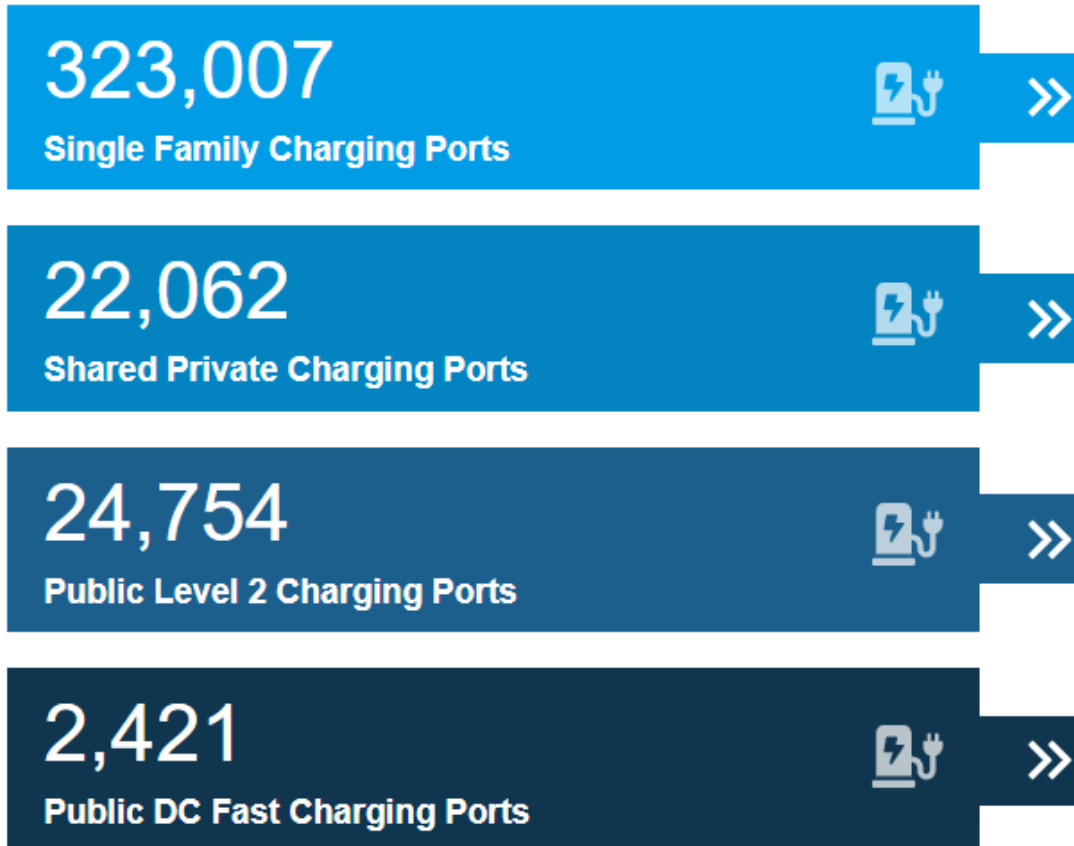 323,007
Single Family Charging Ports
22,062
Shared Private Charging Ports
24,754
Public Level 2 Charging Ports
2,421
Public DC Fast Charging Ports